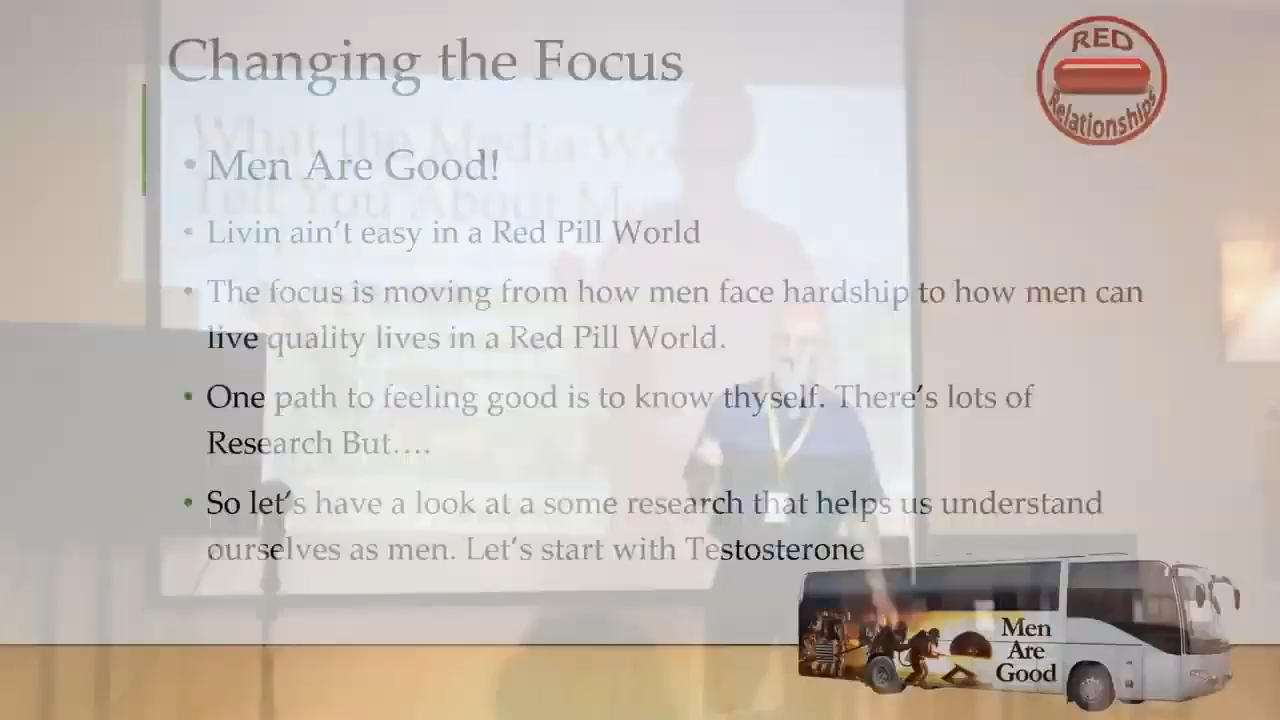 Changing the Focus
RED
Relationships
What the Media
Tell You About
• Men Are Good!
• Livin ain't easy in a Red Pill World
• The focus is moving from how men face hardship to how men can
live quality lives in a Red Pill World.
• One path to feeling good is to know thyself. There's lots of
Research But....
• So let's have a look at a some research that helps us understand
ourselves as men. Let's start with Testosterone
Men
Are
Good